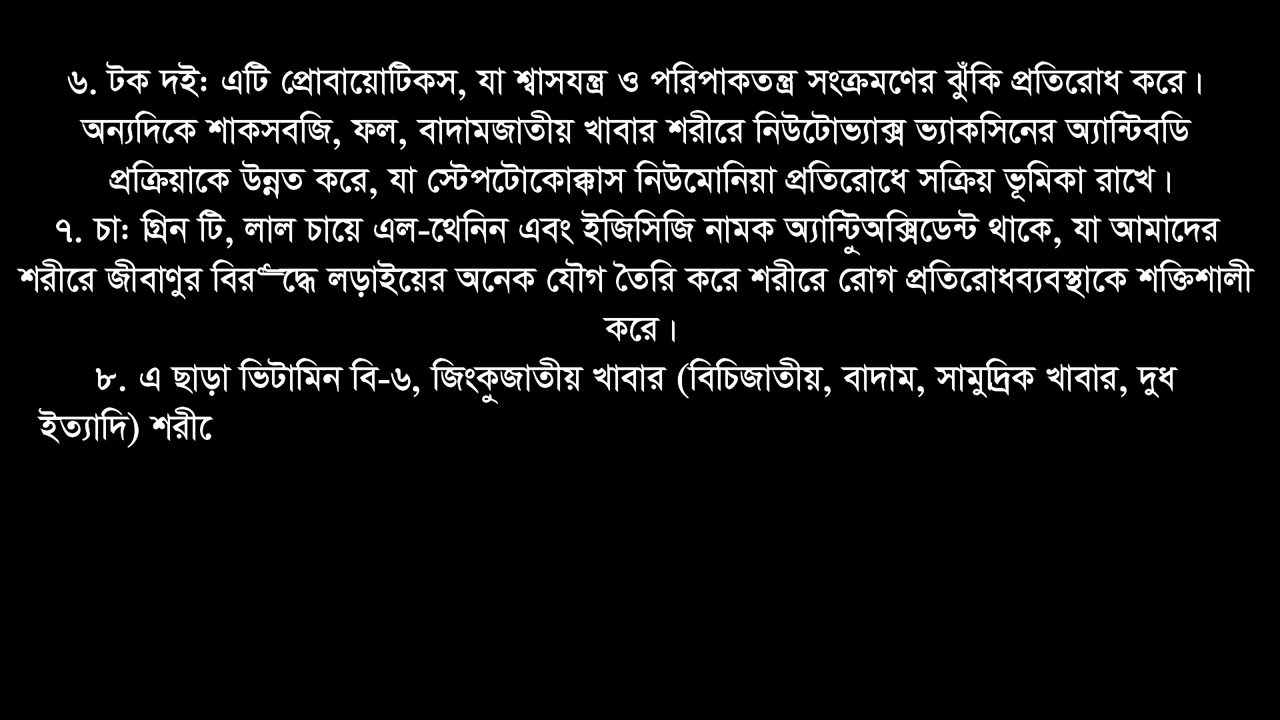 ৬. টক দই: এটি প্রোবায়োটিকস, যা শ্বাসযন্ত্র ও পরিপাকতন্ত্র সংক্রমণের ঝুঁকি প্রতিরোধ করে।
অন্যদিকে শাকসবজি, ফল, বাদামজাতীয় খাবার শরীরে নিউটোভ্যাক্স ভ্যাকসিনের অ্যান্টিবডি
প্রক্রিয়াকে উন্নত করে, যা স্টেপটোকোক্কাস নিউমোনিয়া প্রতিরোধে সক্রিয় ভূমিকা রাখে।
৭. চা: গ্রিন টি, লাল চায়ে এল-থেনিন এবং ইজিসিজি নামক অ্যান্টিুঅক্সিডেন্ট থাকে, যা আমাদের
শরীরে জীবাণুর লড়াইয়ের অনেক যৌগ তৈরি করে শরীরে রোগ প্রতিরোধব্যবস্থাকে শক্তিশালী
করে।
৮. এ ছাড়া ভিটামিন বি-৬, জিংকুজাতীয় খাবার (বিচিজাতীয়, বাদাম, সামুদ্রিক খাবার, দুধ
ইত্যাদি) শরীে